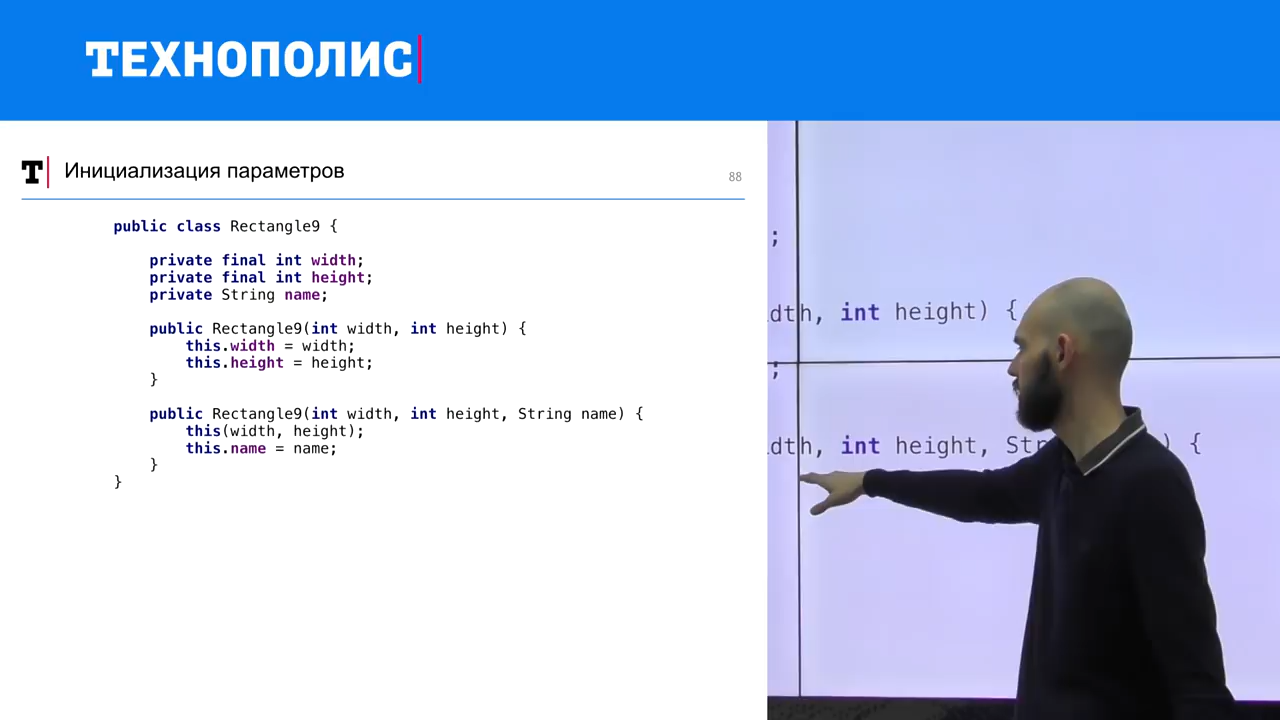 ТЕХНОПОЛИС
Т Инициализация параметров
88
public class Rectangle9 {
private final int width;
private final int height;
private String name;
public Rectangle9(int width, int height) {
this.width = width;
this.height = height;
}
public Rectangle9(int width, int height, String name) {
this(width, height);
this.name = name;
}
}
;
dth, int height) {
;
dth, int height, Str ) {